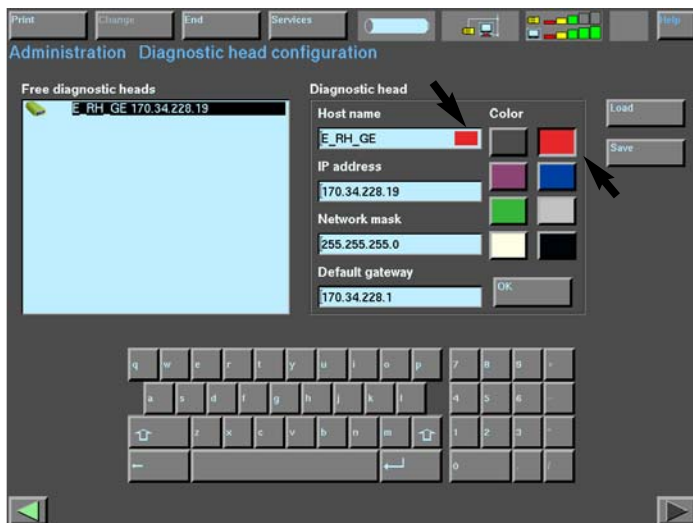 Print Change End Services Help
Administration Diagnostic head configuration
Free diagnostic heads
E_RH_GE 170.34.228.19
Diagnostic head
Host name Color
E_RH_GE
IP address
170.34.228.19
Network mask
255.255.255.0
Default gateway
170.34.228.1
OK
Load
Save
q w e r t y u i o p 7 8 9 +
a s d f g h j k l 4 5 6 -
z x c v b n m 1 2 3 *
0 . /